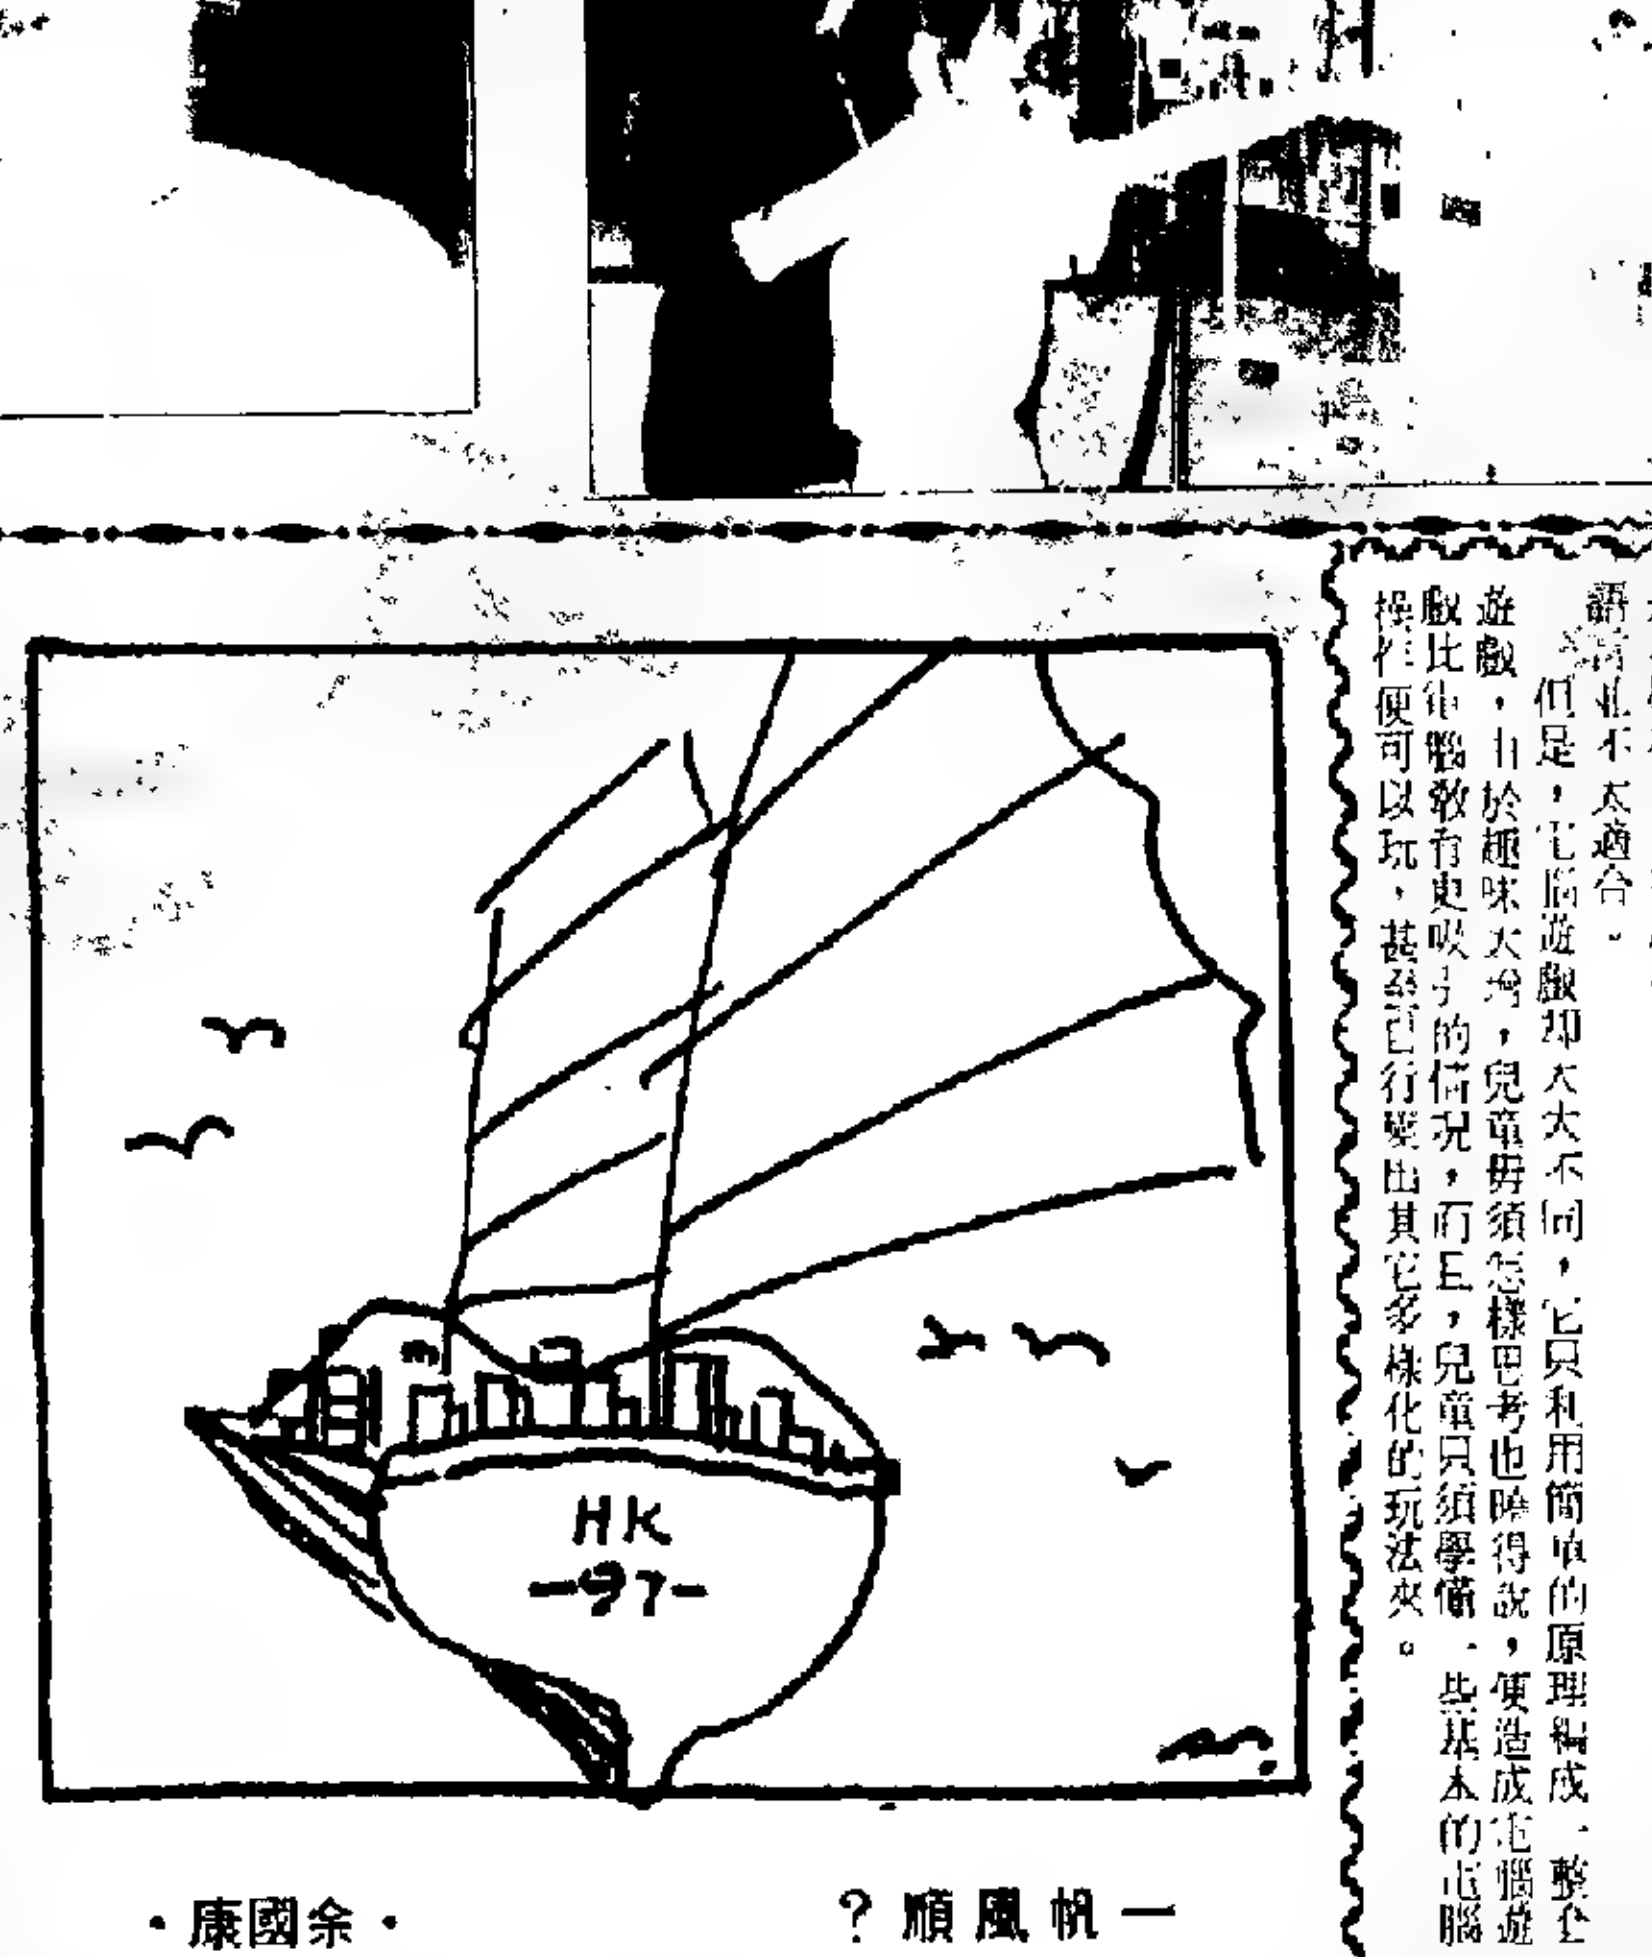 語言並不太適合。
但是，電腦遊戲却大大不同，它只利用簡單的原理編成一整套
遊戲，由於趣味大增，兒童毋須怎樣思考也曉得說，便造成電腦遊
戲比電腦教育更吸引的情況，而且，兒童只須學懂一些基本的電腦
操作便可以玩，甚至自行變出其它多樣化的玩法來。
HK
-97-
一帆風順？
・余國康・